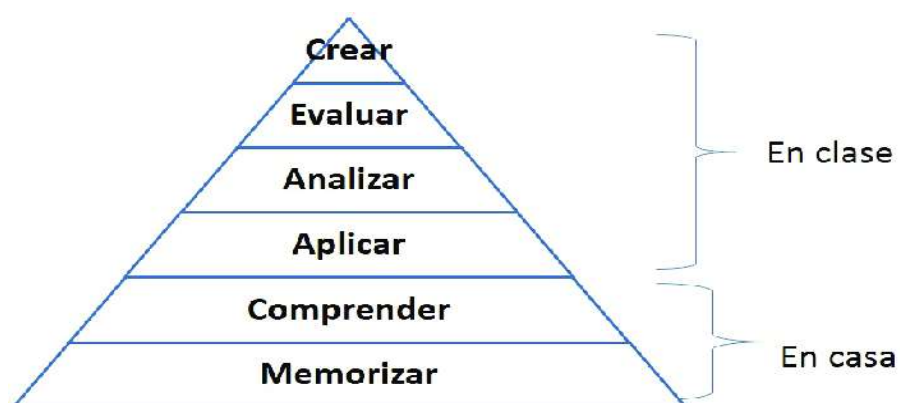 Crear
Evaluar
Analizar
Aplicar
Comprender
Memorizar
En clase
En casa